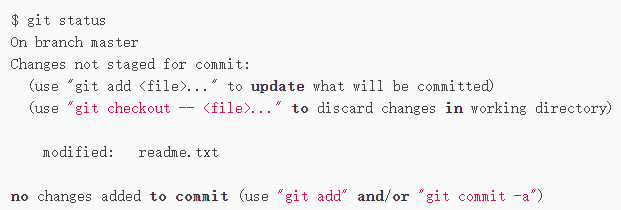 $ git status
On branch master
Changes not staged for commit:
(use "git add <file>..." to update what will be committed)
(use "git checkout -- <file>..." to discard changes in working directory)
modified: readme.txt
no changes added to commit (use "git add" and/or "git commit -a")